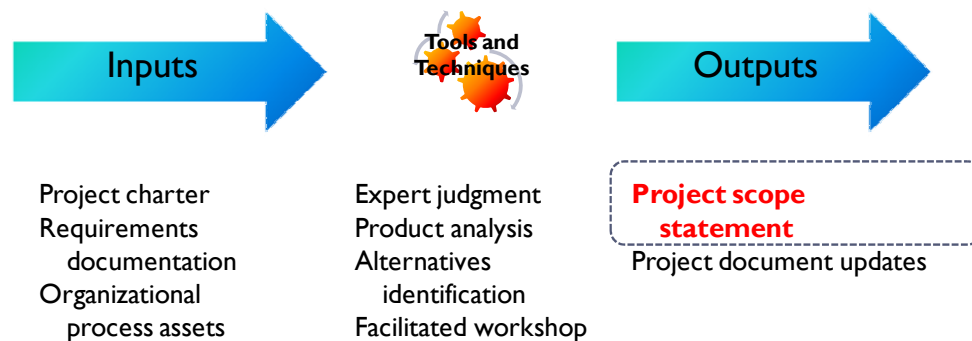 Inputs
Tools and
Techniques
Outputs
Project charter
Requirements
documentation
Organizational
process assets
Expert judgment
Product analysis
Alternatives
identification
Facilitated workshop
Project scope
statement
Project document updates